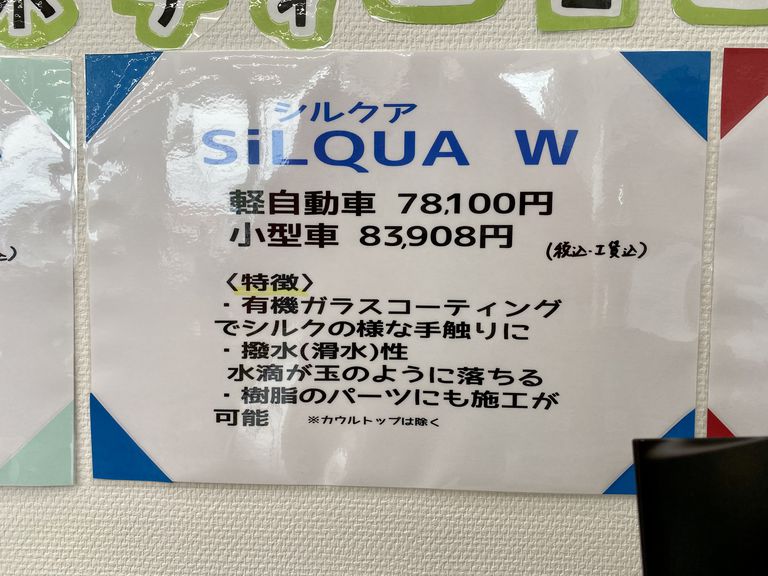 ボディコ
シルクア
SiLQUA W
軽自動車 78,100円
小型車 83,908円
(税込・工賃込)
〈特徴〉
・有機ガラスコーティング
でシルクの様な手触りに
・撥水(滑水)性
水滴が玉のように落ちる
・樹脂のパーツにも施工が
可能 ※カウルトップは除く